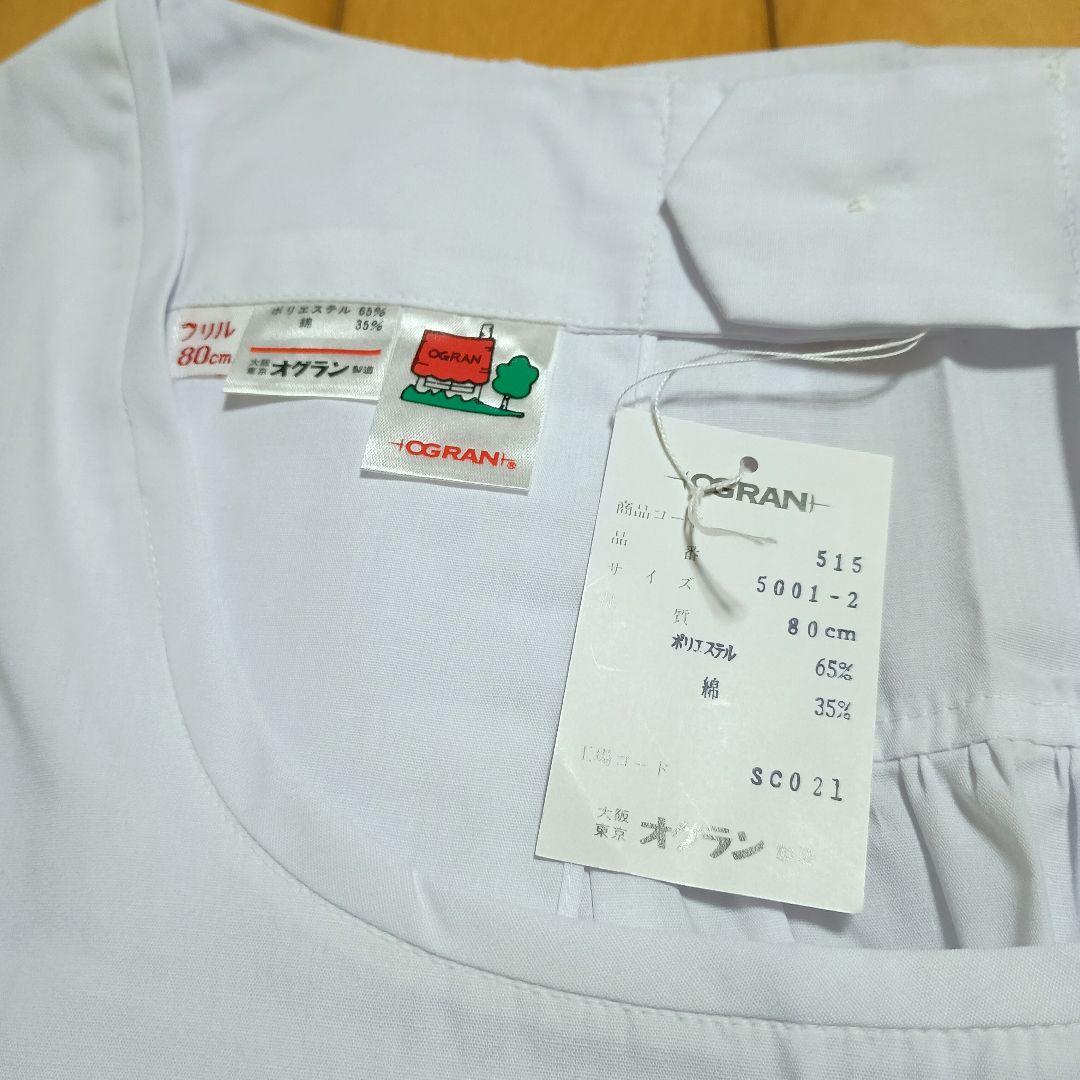 フリル
80cm
ポリエステル 65%
綿 35%
大阪
東京 オグラン 製造
OGRAN
OGRAN®
OGRAN
商品コー
品 番 515
サイズ 5001-2
質 80cm
ポリエステル 65%
綿 35%
工場コード SC021
大阪
東京 オグラン